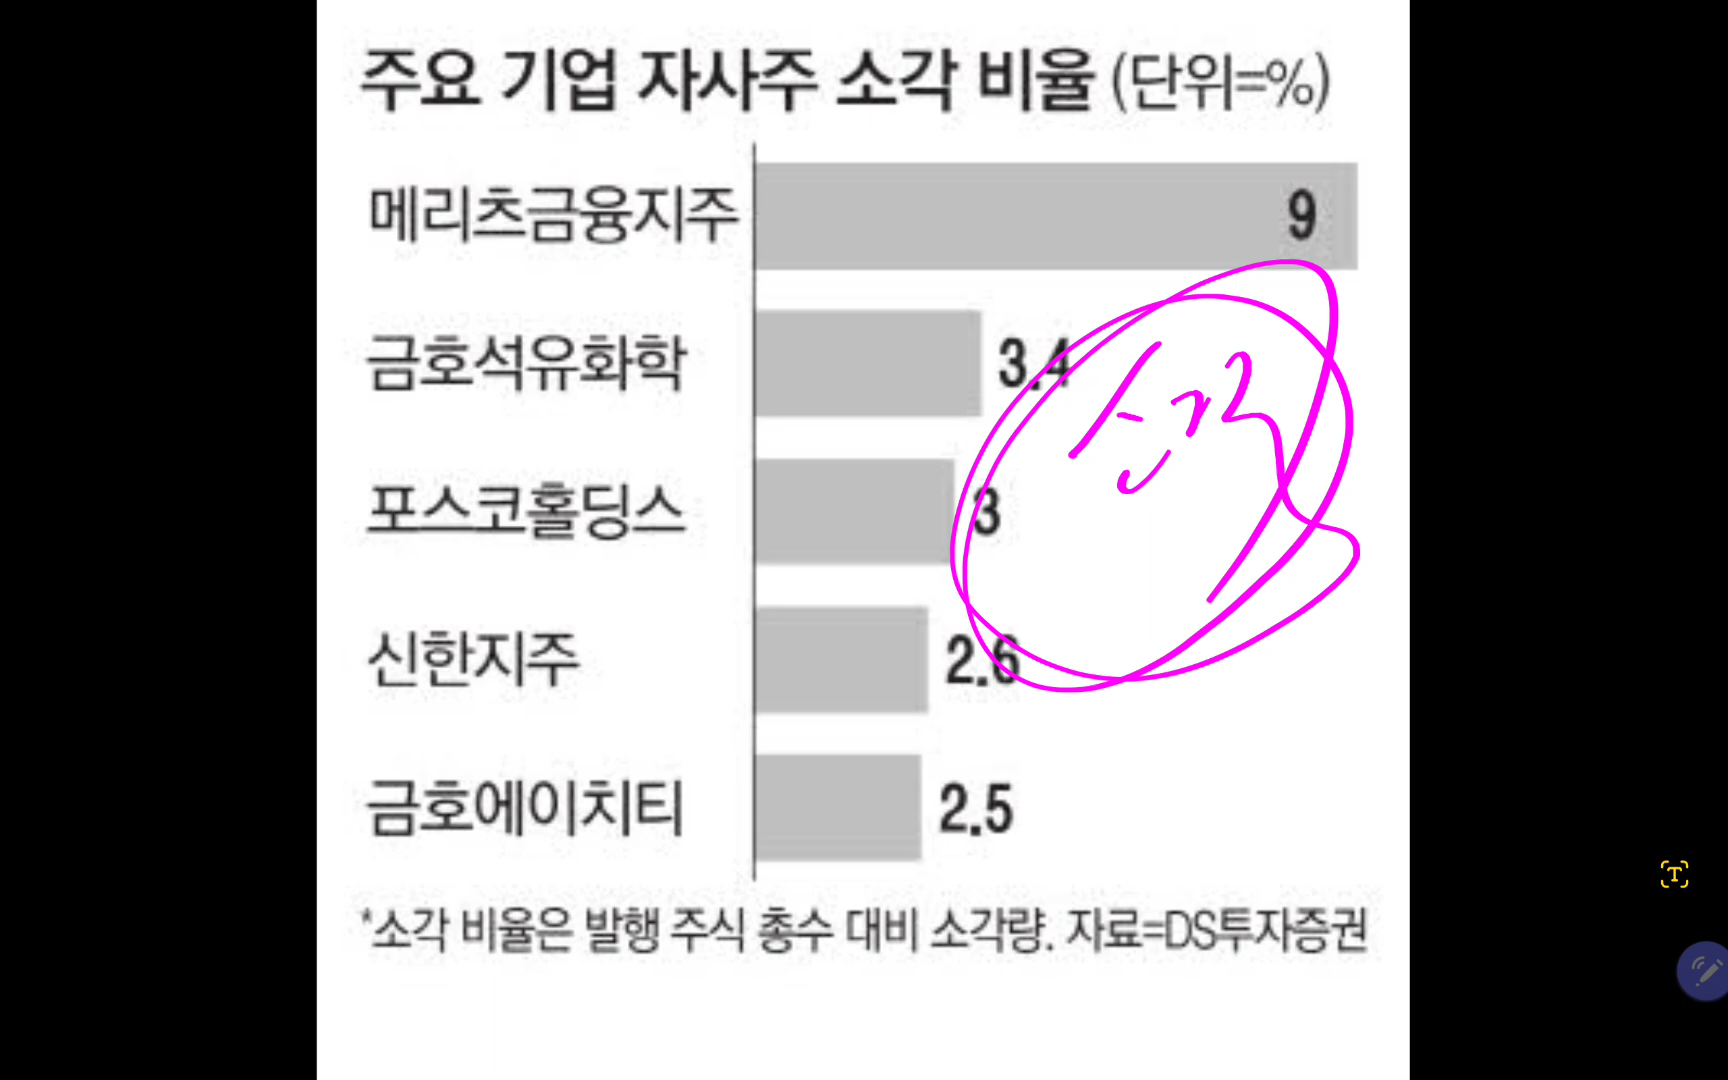 주요 기업 자사주 소각 비율 (단위=%)
메리츠금융지주 9
금호석유화학 3.4
포스코홀딩스 3
신한지주 2.6
금호에이치티 2.5
*소각 비율은 발행 주식 총수 대비 소각량. 자료=DS투자증권